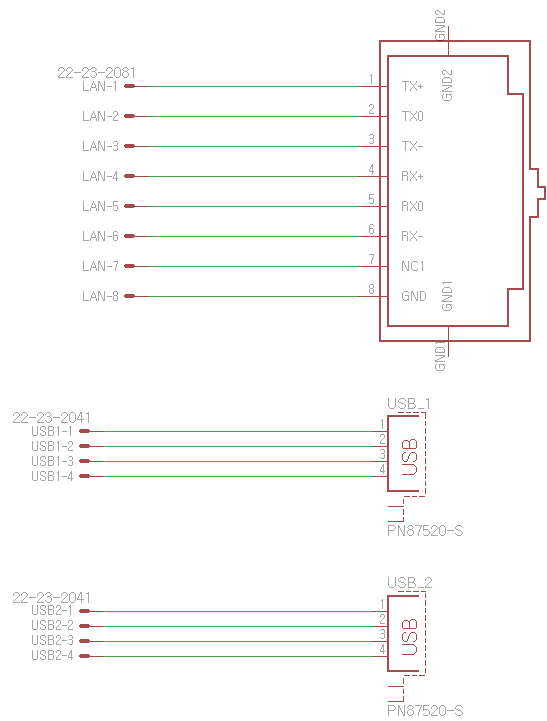 GND2
22-23-2081
LAN-1 1 TX+ GND2
LAN-2 2 TX0
LAN-3 3 TX-
LAN-4 4 RX+
LAN-5 5 RX0
LAN-6 6 RX-
LAN-7 7 NC1
LAN-8 8 GND GND1
GND1
USB_1
22-23-2041
USB1-1 1
USB1-2 2
USB1-3 3
USB1-4 4
USB
PN87520-S
USB_2
22-23-2041
USB2-1 1
USB2-2 2
USB2-3 3
USB2-4 4
USB
PN87520-S